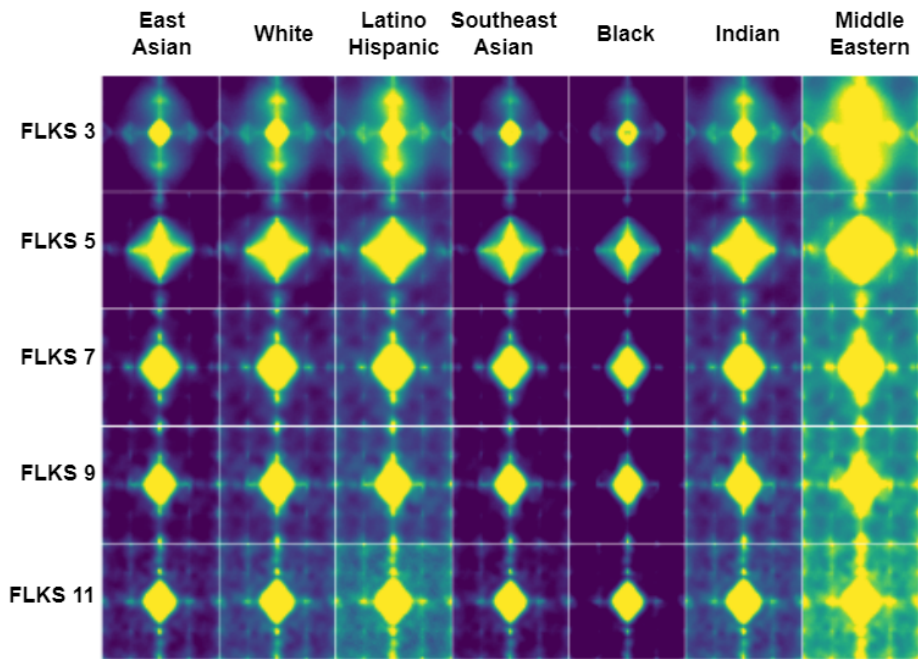 East Asian
White
Latino Hispanic
Southeast Asian
Black
Indian
Middle Eastern
FLKS 3
FLKS 5
FLKS 7
FLKS 9
FLKS 11